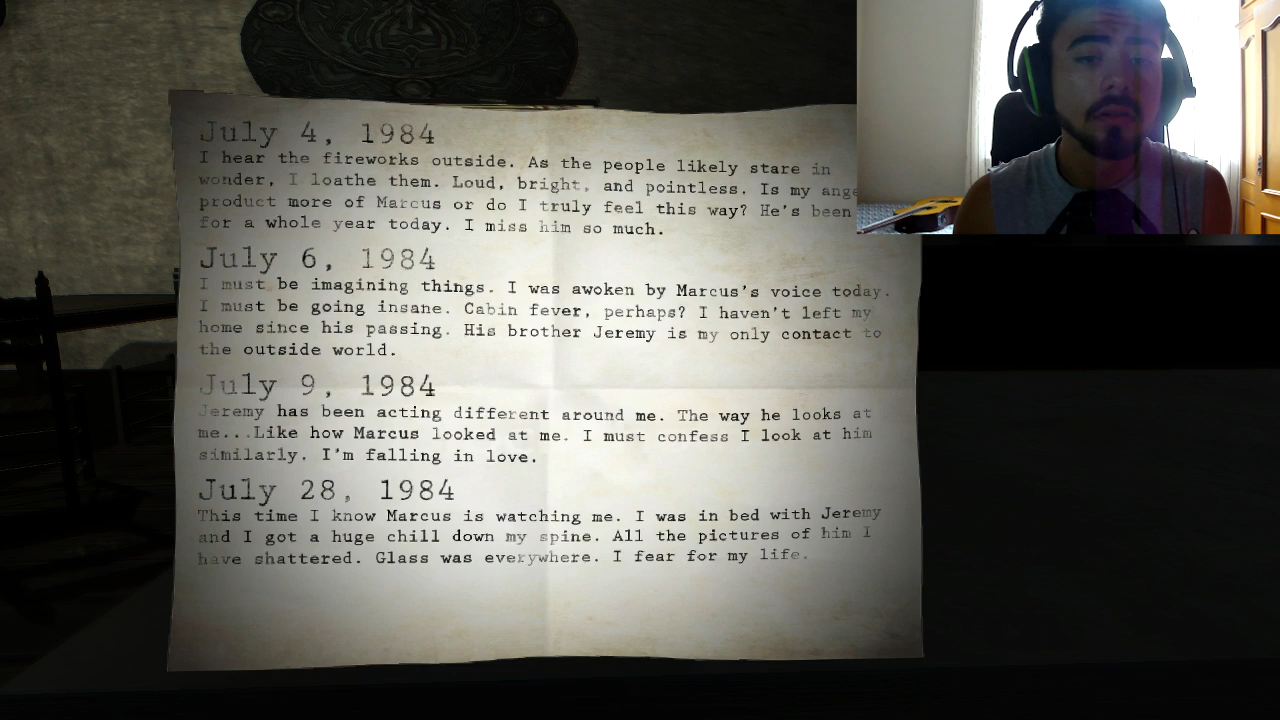 July 4, 1984
I hear the fireworks outside. As the people likely stare in
wonder, I loathe them. Loud, bright, and pointless. Is my
product more of Marcus or do I truly feel this way? He's been
for a whole year today. I miss him so much.
July 6, 1984
I must be imagining things. I was awoken by Marcus's voice today.
I must be going insane. Cabin fever, perhaps? I haven't left my
home since his passing. His brother Jeremy is my only contact to
the outside world.
July 9, 1984
Jeremy has been acting different around me. The way he looks at
me...Like how Marcus looked at me. I must confess I look at him
similarly. I'm falling in love.
July 28, 1984
This time I know Marcus is watching me. I was in bed with Jeremy
and I got a huge chill down my spine. All the pictures of him I
have shattered. Glass was everywhere. I fear for my life.